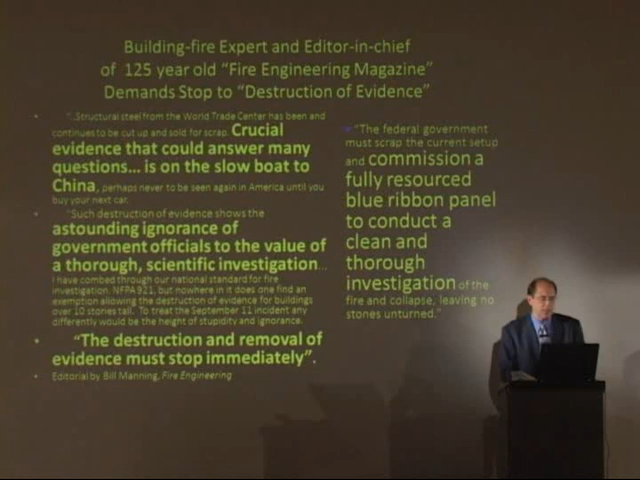 Building-fire Expert and Editor-in-chief
of 125 year old "Fire Engineering Magazine"
Demands Stop to "Destruction of Evidence"
• "..Structural steel from the World Trade Center has been and
continues to be cut up and sold for scrap. Crucial
evidence that could answer many
questions... is on the slow boat to
China, perhaps never to be seen again in America until you
buy your next car.
• "Such destruction of evidence shows the
astounding ignorance of
government officials to the value of
a thorough, scientific investigation...
I have combed through our national standard for fire
investigation, NFPA 921, but nowhere in it does one find an
exemption allowing the destruction of evidence for buildings
over 10 stories tall. To treat the September 11 incident any
differently would be the height of stupidity and ignorance.
• "The destruction and removal of
evidence must stop immediately".
• Editorial by Bill Manning, Fire Engineering
• "The federal government
must scrap the current setup
and commission a
fully resourced
blue ribbon panel
to conduct a
clean and
thorough
investigation of the
fire and collapse, leaving no
stones unturned."